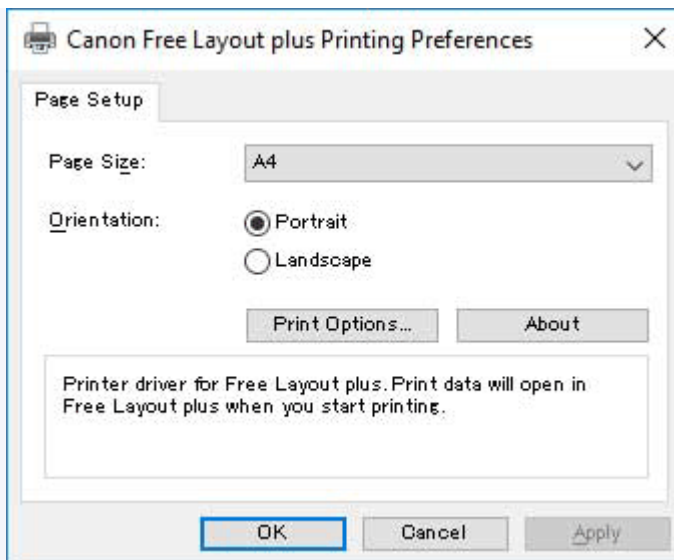 Canon Free Layout plus Printing Preferences
Page Setup
Page Size: A4
Orientation: Portrait
Landscape
Print Options... About
Printer driver for Free Layout plus. Print data will open in
Free Layout plus when you start printing.
OK Cancel Apply